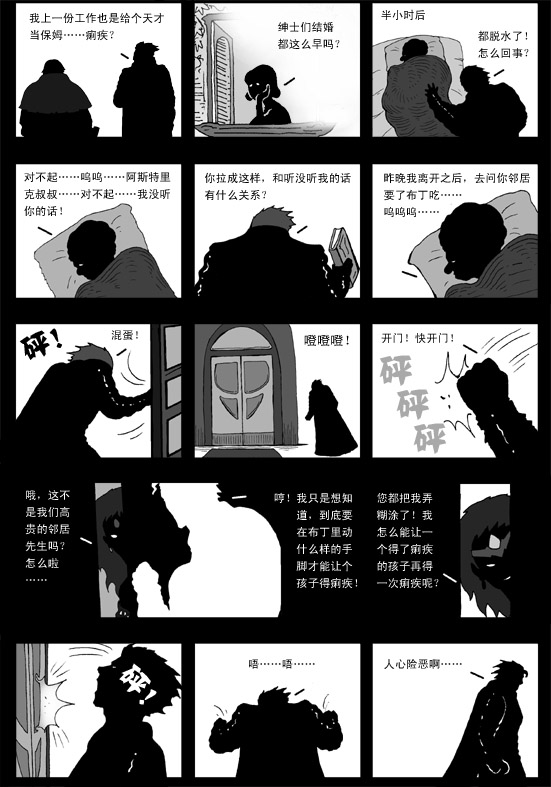 我上一份工作也是给个天才
当保姆……痢疾？
绅士们结婚
都这么早吗？
半小时后
都脱水了！
怎么回事？
对不起……呜呜……阿斯特里
克叔叔……对不起……我没听
你的话！
你拉成这样，和听没听我的话
有什么关系？
昨晚我离开之后，去问你邻居
要了布丁吃……
呜呜呜……
砰！
混蛋！
噔噔噔！
开门！快开门！
砰
砰
砰
哦，这不
是我们高
贵的邻居
先生吗？
怎么啦
……
哼！我只是想知
道，到底要
在布丁里动
什么样的手
脚才能让个
孩子得痢疾！
您都把我弄
糊涂了！我
怎么能让一
个得了痢疾
的孩子再得
一次痢疾呢？
砰！
唔……唔……
人心险恶啊……